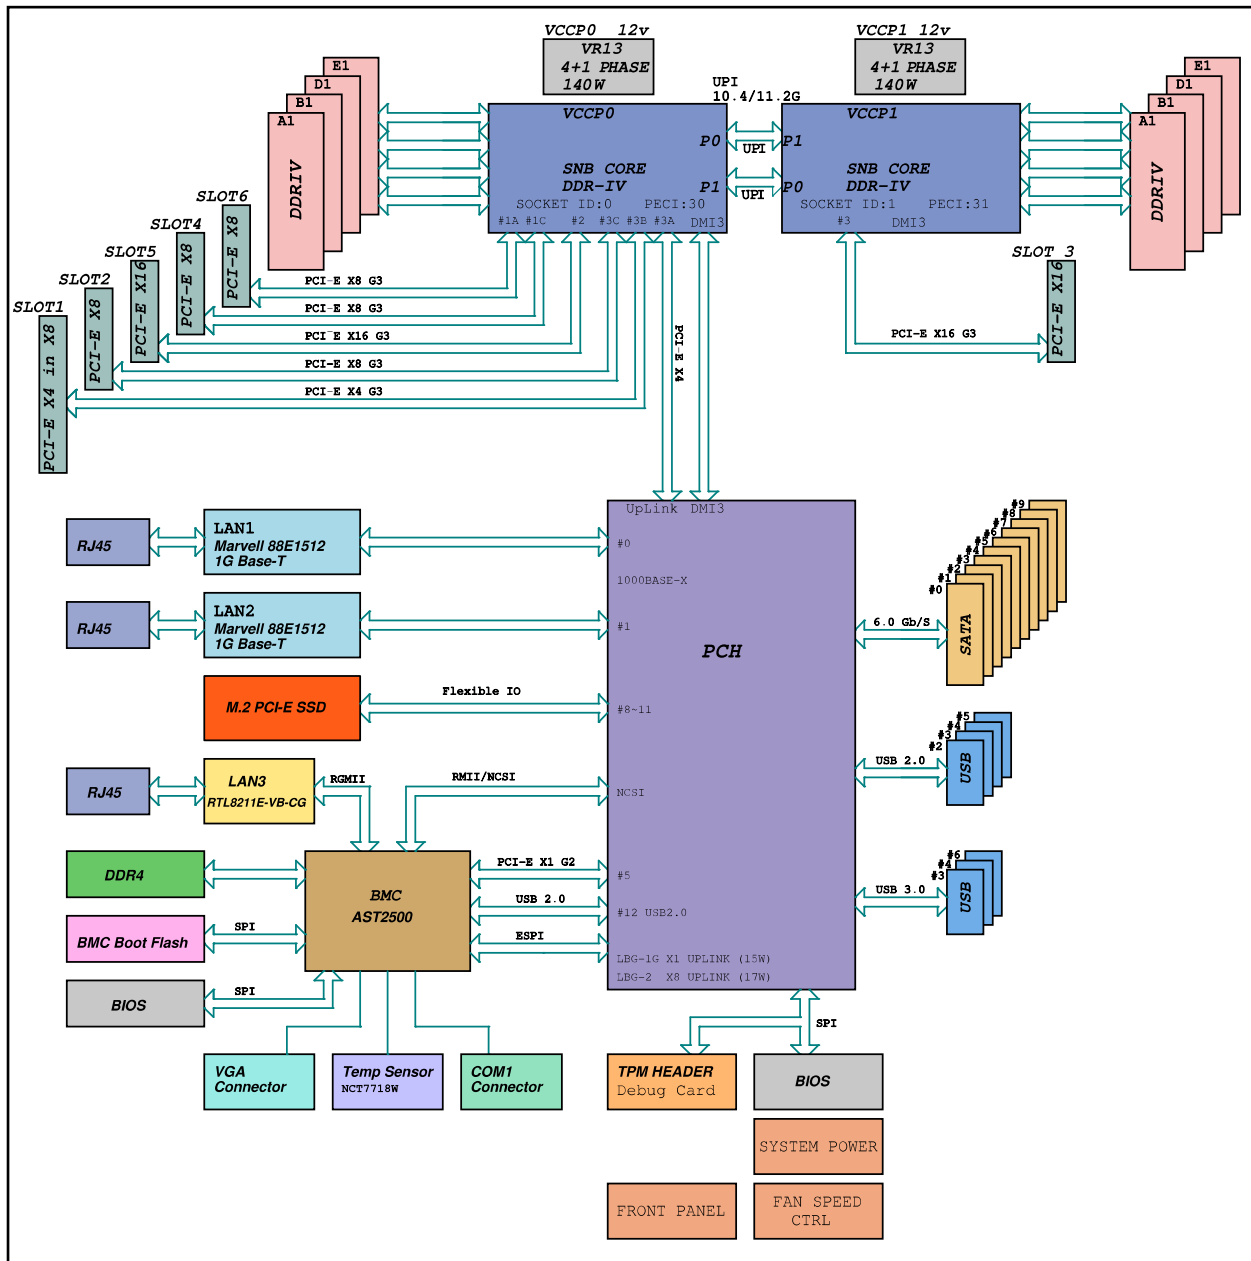 VCCP0 12v
VR13
4+1 PHASE
140W
VCCP1 12v
VR13
4+1 PHASE
140W
UPI
10.4/11.2G
E1
D1
B1
A1
DDRIV
VCCP0
P0
SNB CORE
DDR-IV
P1
SOCKET ID:0 PECI:30
#1A #1C #2 #3C #3B #3A DMI3
UPI
UPI
VCCP1
P1
SNB CORE
DDR-IV
P0
SOCKET ID:1 PECI:31
#3 DMI3
E1
D1
B1
A1
DDRIV
SLOT6
PCI-E X8
SLOT4
PCI-E X8
SLOT5
PCI-E X16
SLOT2
PCI-E X8
SLOT1
PCI-E X4 in X8
PCI-E X8 G3
PCI-E X8 G3
PCI-E X16 G3
PCI-E X8 G3
PCI-E X4 G3
PCI-E X4
PCI-E X16 G3
SLOT 3
PCI-E X16
UpLink DMI3
#0
1000BASE-X
#1
PCH
#8~11
NCSI
#5
#12 USB2.0
LBG-1G X1 UPLINK (15W)
LBG-2 X8 UPLINK (17W)
RJ45
LAN1
Marvell 88E1512
1G Base-T
RJ45
LAN2
Marvell 88E1512
1G Base-T
M.2 PCI-E SSD
Flexible IO
RJ45
LAN3
RTL8211E-VB-CG
RGMII
RMII/NCSI
DDR4
BMC
AST2500
PCI-E X1 G2
USB 2.0
ESPI
BMC Boot Flash
SPI
BIOS
SPI
VGA
Connector
Temp Sensor
NCT7718W
COM1
Connector
6.0 Gb/S
#9
#8
#7
#6
#5
#4
#3
#2
#1
#0
SATA
USB 2.0
#5
#4
#3
#2
USB
USB 3.0
#6
#4
#3
USB
SPI
TPM HEADER
Debug Card
BIOS
SYSTEM POWER
FRONT PANEL
FAN SPEED
CTRL